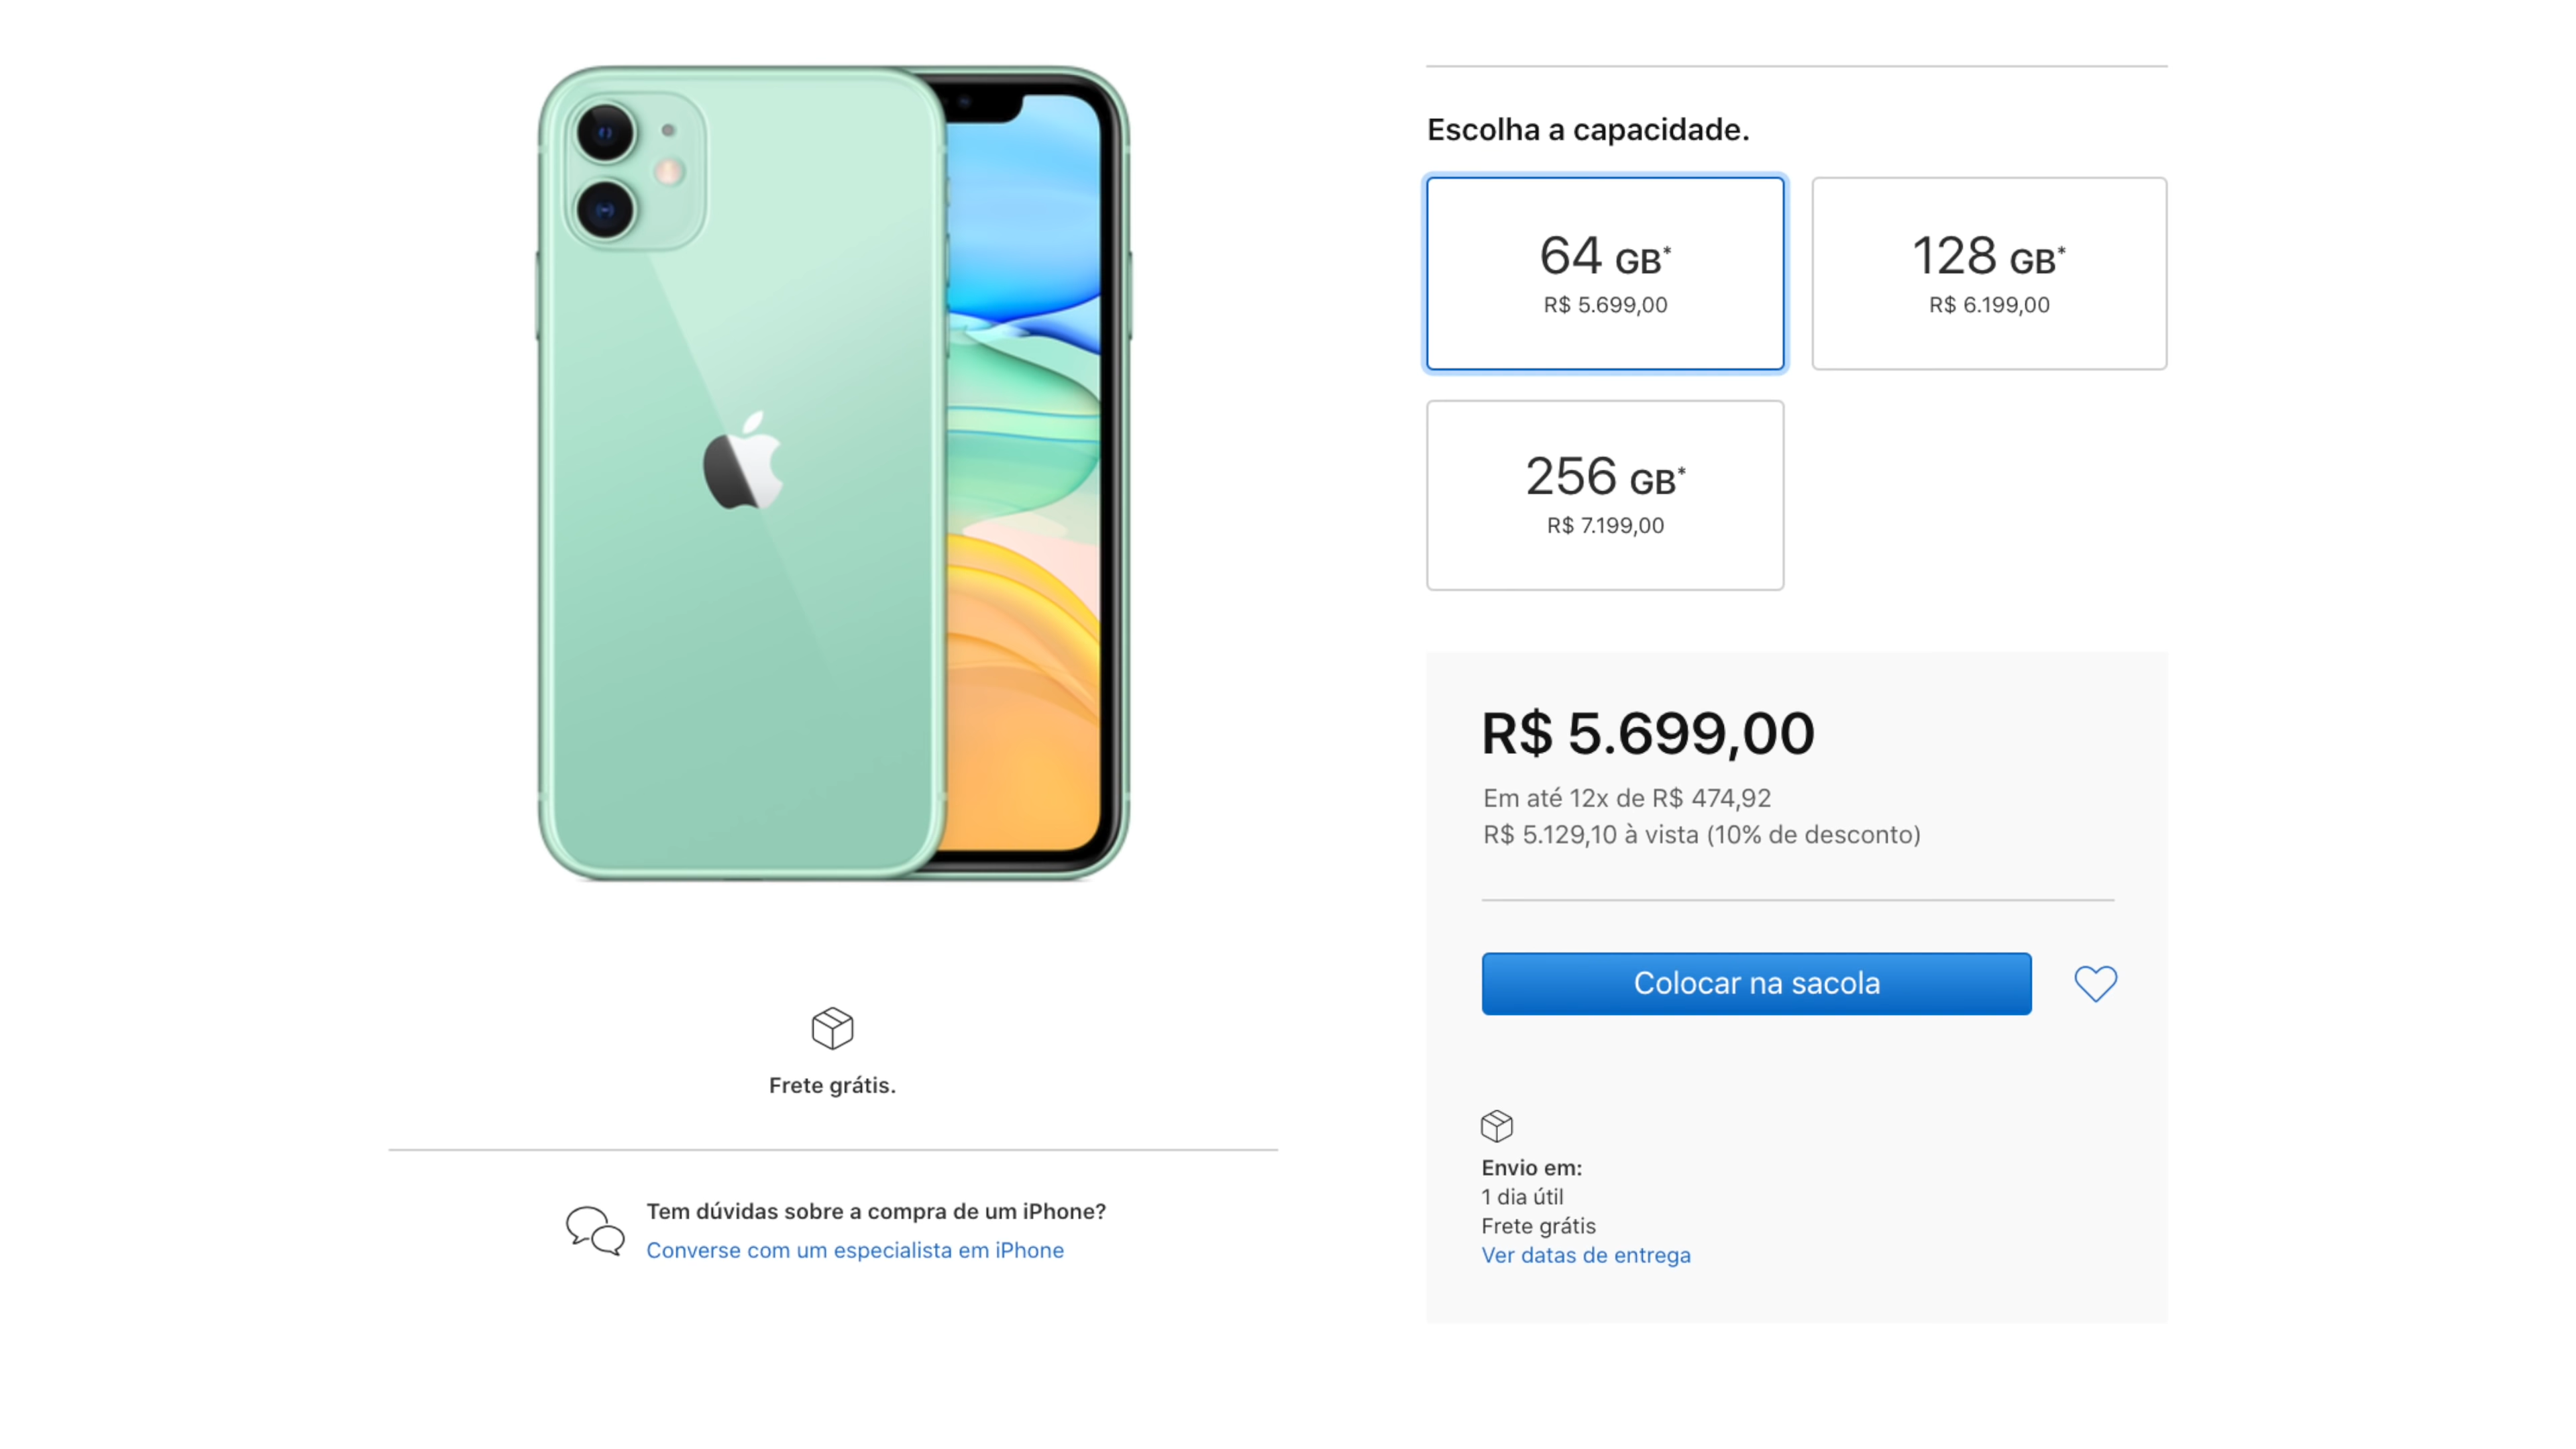 Escolha a capacidade.
64 GB*
R$ 5.699,00
128 GB*
R$ 6.199,00
256 GB*
R$ 7.199,00
R$ 5.699,00
Em até 12x de R$ 474,92
R$ 5.129,10 à vista (10% de desconto)
Colocar na sacola
Envio em:
1 dia útil
Frete grátis
Ver datas de entrega
Frete grátis.
Tem dúvidas sobre a compra de um iPhone?
Converse com um especialista em iPhone